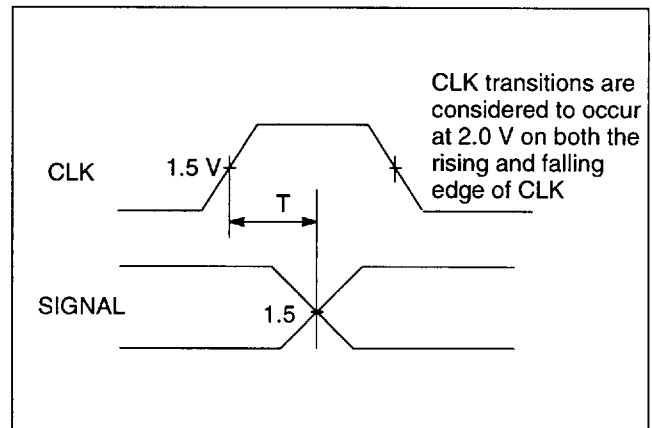 CLK transitions are
considered to occur
at 2.0 V on both the
rising and falling
edge of CLK
CLK
1.5 V
T
SIGNAL
1.5